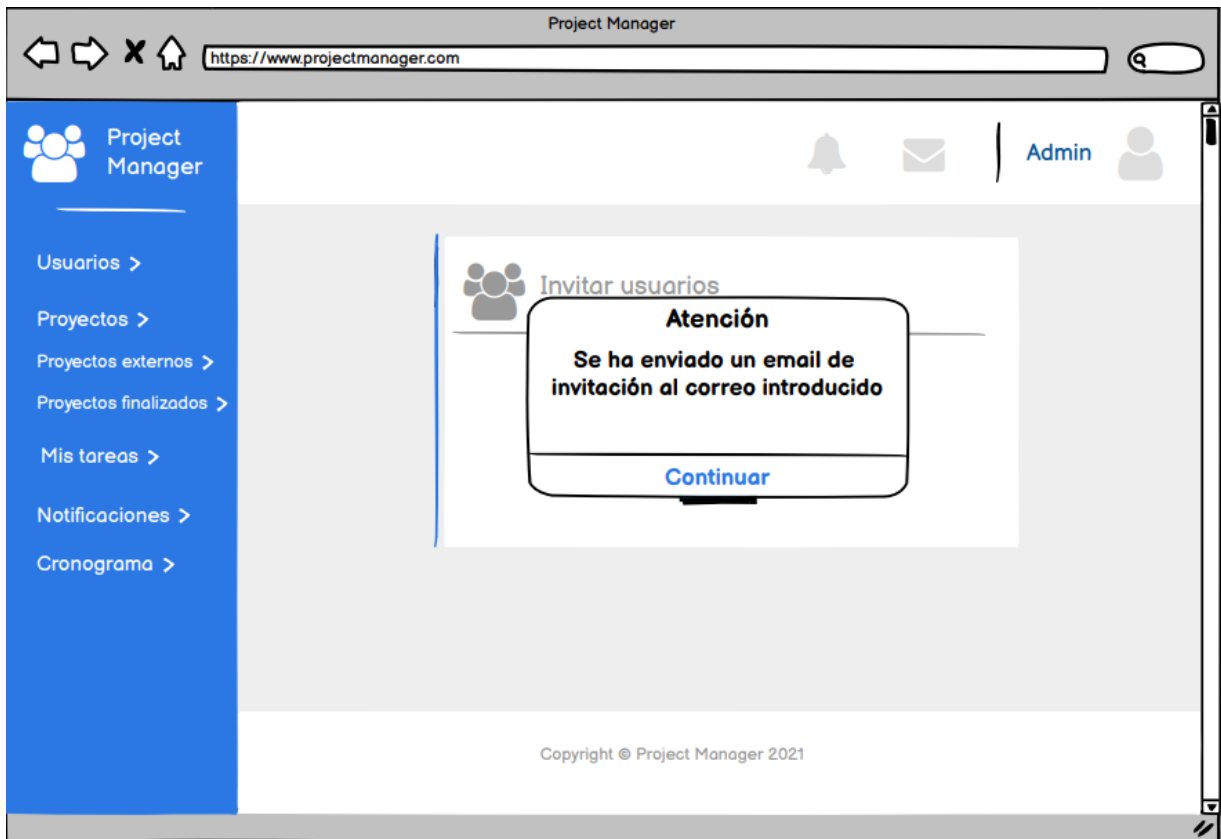 Project Manager
https://www.projectmanager.com
Project
Manager
Admin
Usuarios >
Proyectos >
Proyectos externos >
Proyectos finalizados >
Mis tareas >
Notificaciones >
Cronograma >
Invitar usuarios
Atención
Se ha enviado un email de
invitación al correo introducido
Continuar
Copyright © Project Manager 2021